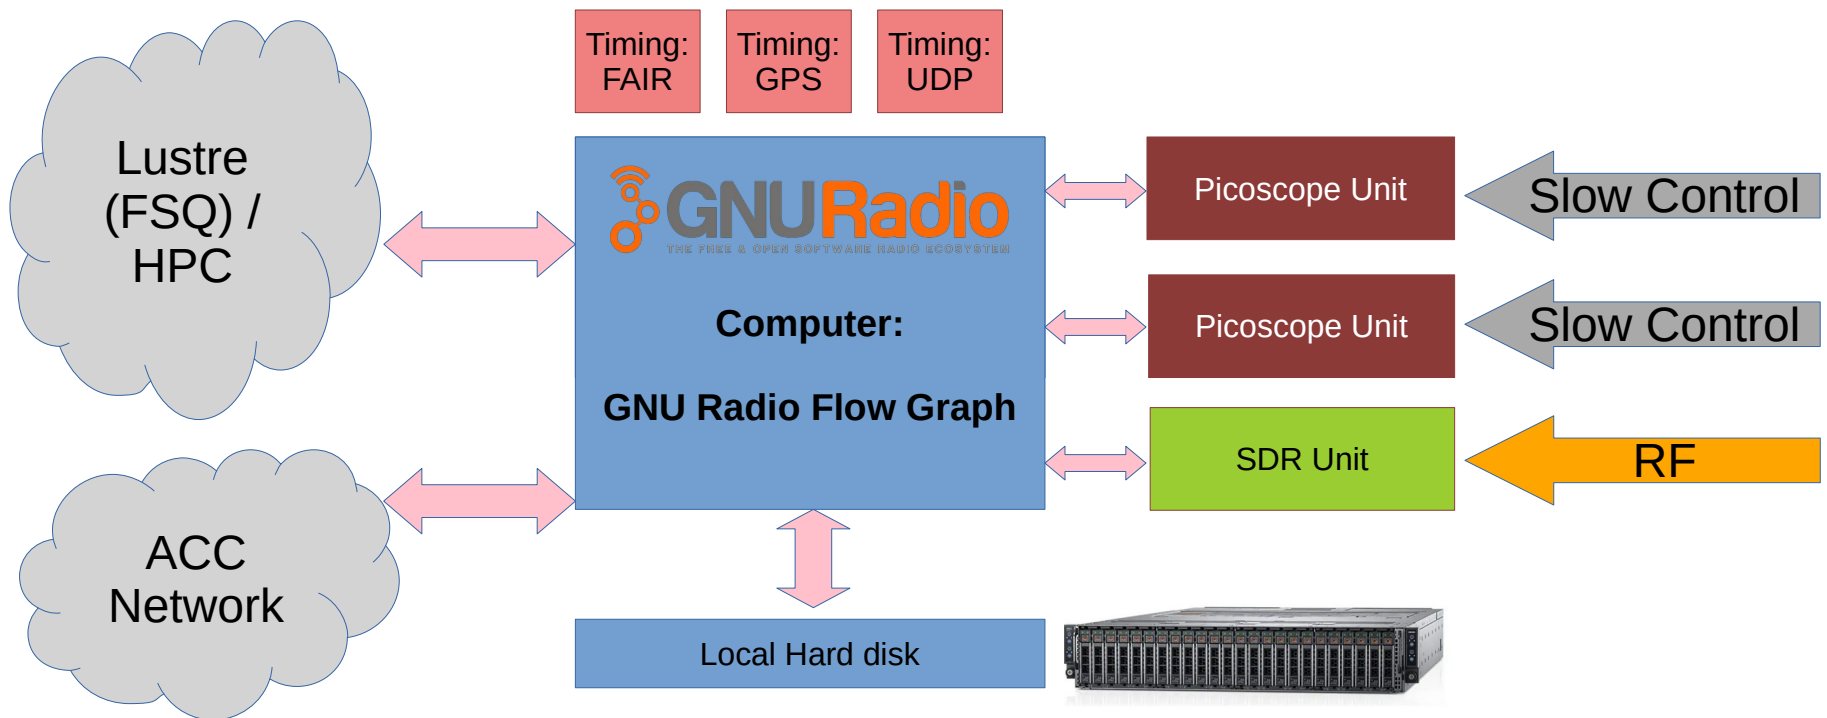 Timing:
FAIR
Timing:
GPS
Timing:
UDP
Lustre
(FSQ) /
HPC
GNURadio
THE FREE & OPEN SOFTWARE RADIO ECOSYSTEM
Computer:
GNU Radio Flow Graph
Picoscope Unit
Slow Control
Picoscope Unit
Slow Control
SDR Unit
RF
ACC
Network
Local Hard disk